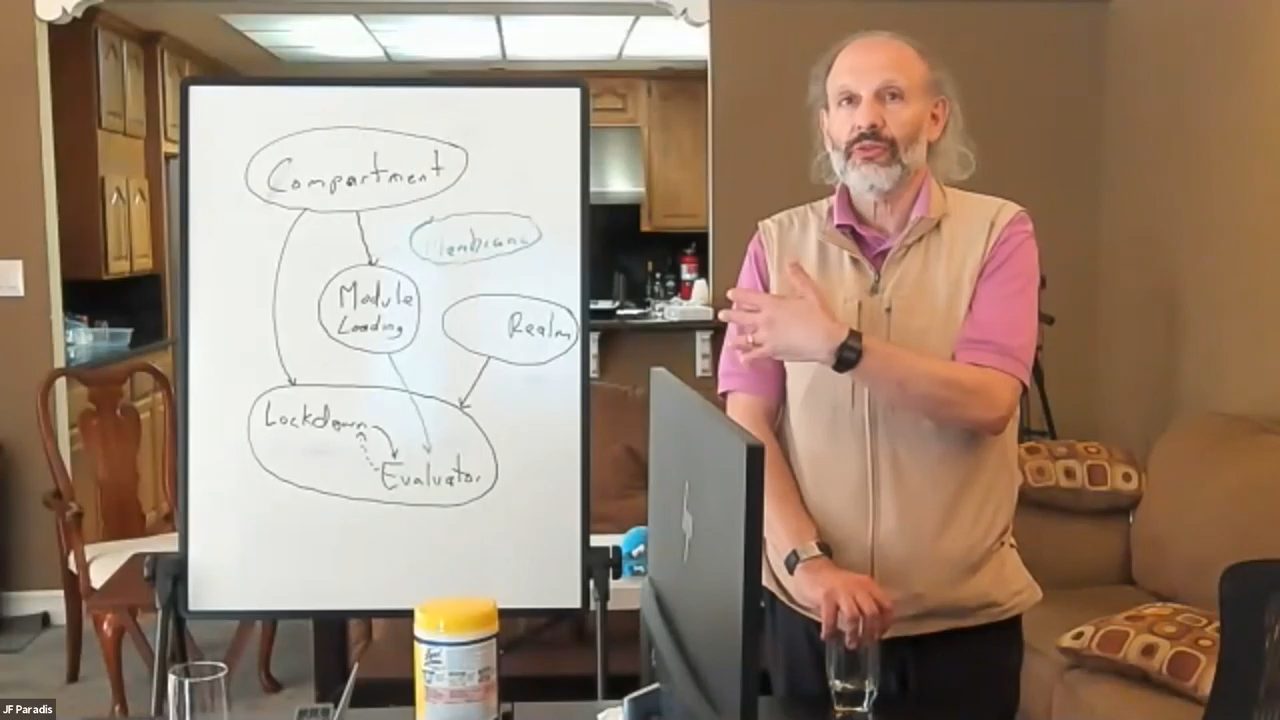 Compartment
Membrane
Module
Loading
Realm
Lockdown
Evaluator
JF Paradis